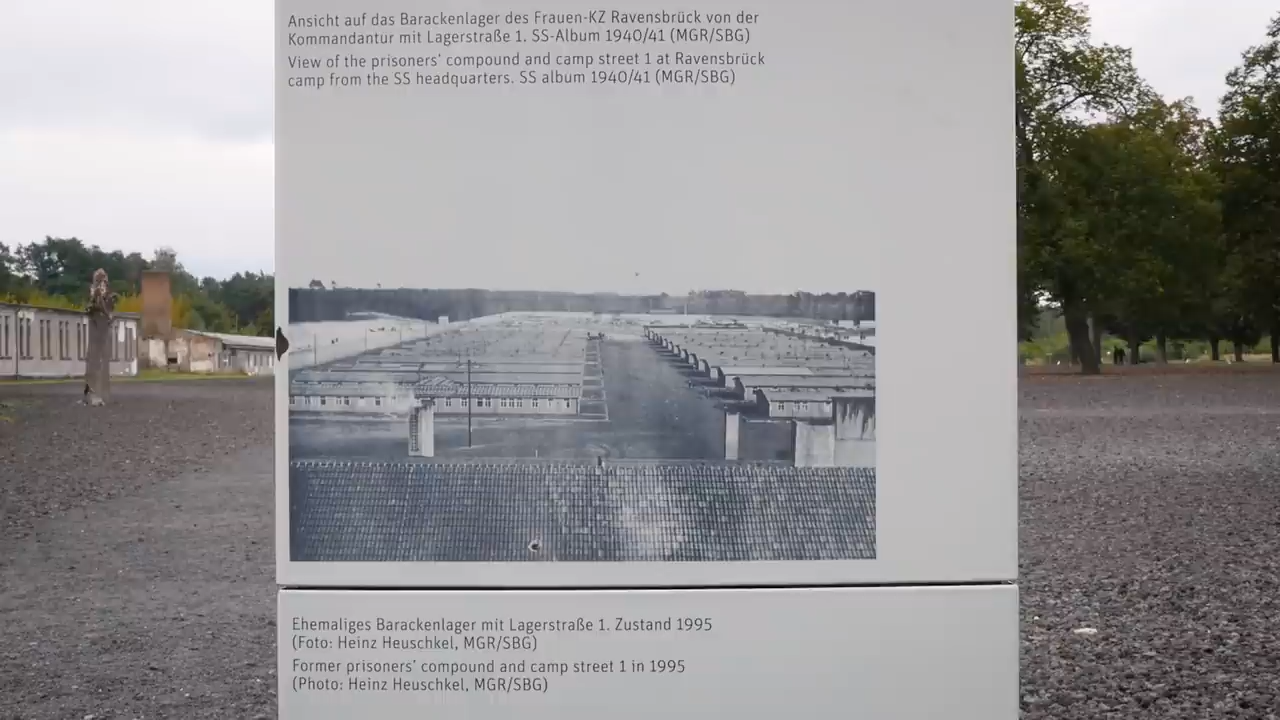 Ansicht auf das Barackenlager des Frauen-KZ Ravensbrück von der
Kommandantur mit Lagerstraße 1. SS-Album 1940/41 (MGR/SBG)
View of the prisoners' compound and camp street 1 at Ravensbrück
camp from the SS headquarters. SS album 1940/41 (MGR/SBG)
Ehemaliges Barackenlager mit Lagerstraße 1. Zustand 1995
(Foto: Heinz Heuschkel, MGR/SBG)
Former prisoners' compound and camp street 1 in 1995
(Photo: Heinz Heuschkel, MGR/SBG)